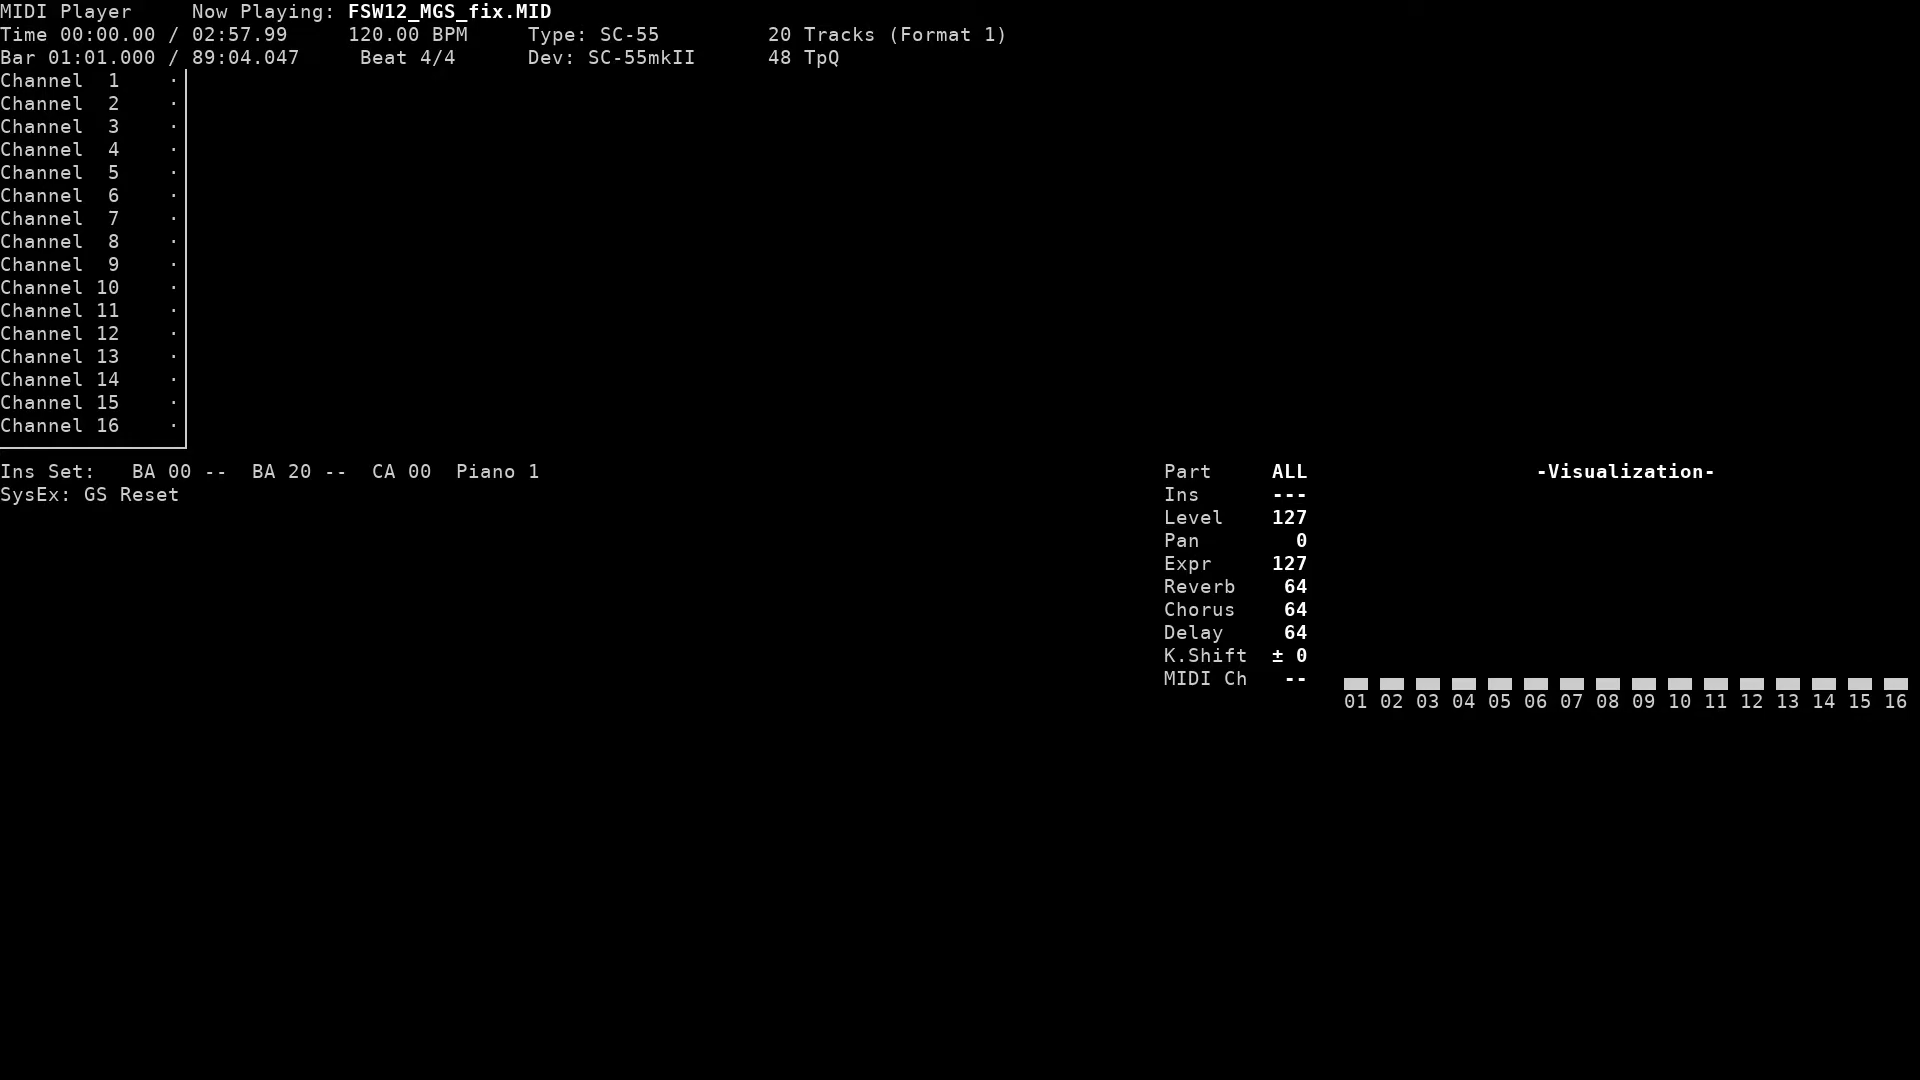 MIDI Player     Now Playing: FSW12_MGS_fix.MID
Time 00:00.00 / 02:57.99     120.00 BPM     Type: SC-55         20 Tracks (Format 1)
Bar 01:01.000 / 89:04.047     Beat 4/4      Dev: SC-55mkII      48 TpQ
Channel  1    ·
Channel  2    ·
Channel  3    ·
Channel  4    ·
Channel  5    ·
Channel  6    ·
Channel  7    ·
Channel  8    ·
Channel  9    ·
Channel 10    ·
Channel 11    ·
Channel 12    ·
Channel 13    ·
Channel 14    ·
Channel 15    ·
Channel 16    ·
Ins Set:   BA 00 --  BA 20 --  CA 00  Piano 1
SysEx: GS Reset
Part     ALL
Ins      ---
Level    127
Pan        0
Expr     127
Reverb    64
Chorus    64
Delay     64
K.Shift  ± 0
MIDI Ch   --
-Visualization-
01 02 03 04 05 06 07 08 09 10 11 12 13 14 15 16